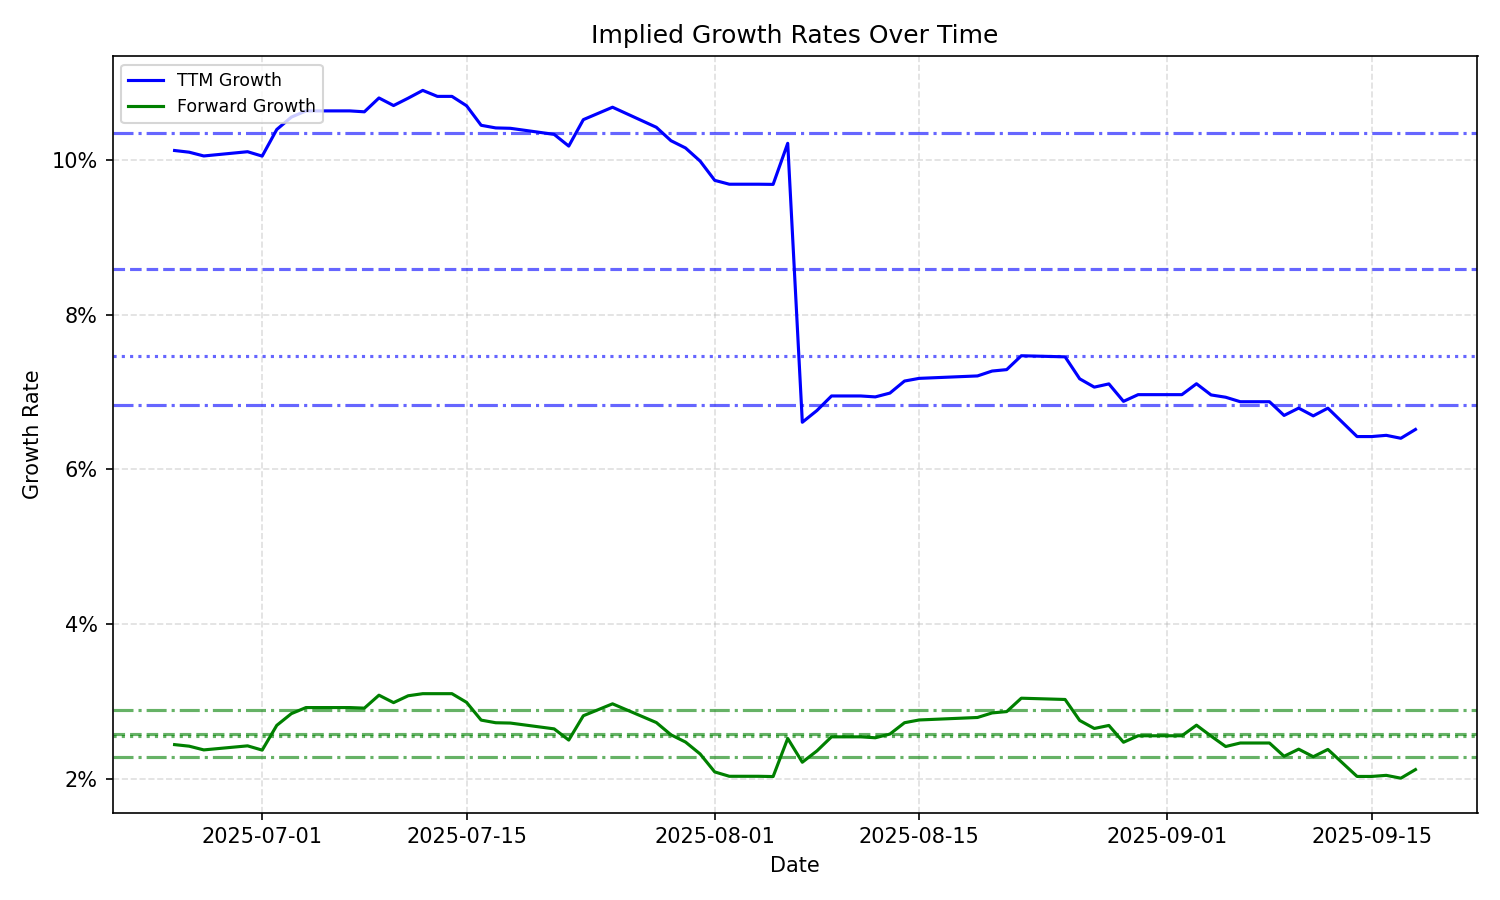 Implied Growth Rates Over Time
TTM Growth
Forward Growth
10%
8%
6%
4%
2%
Growth Rate
2025-07-01
2025-07-15
2025-08-01
2025-08-15
2025-09-01
2025-09-15
Date